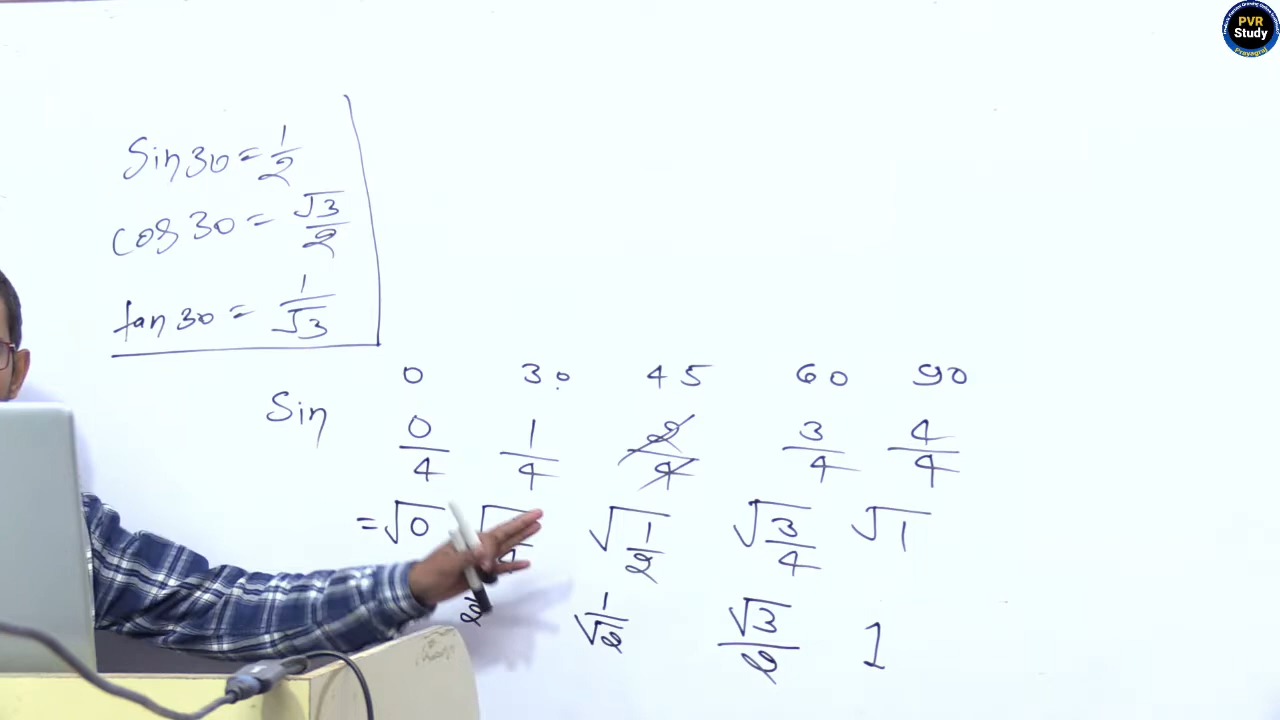 PVR
Study
Prayagraj
Sin 30 = 1/2
Cos 30 = √3/2
tan 30 = 1/√3
0 30 45 60 90
Sin 0/4 1/4 2/4 3/4 4/4
= √0 √1/2 √3/4 √1
1/√2 √3/2 1